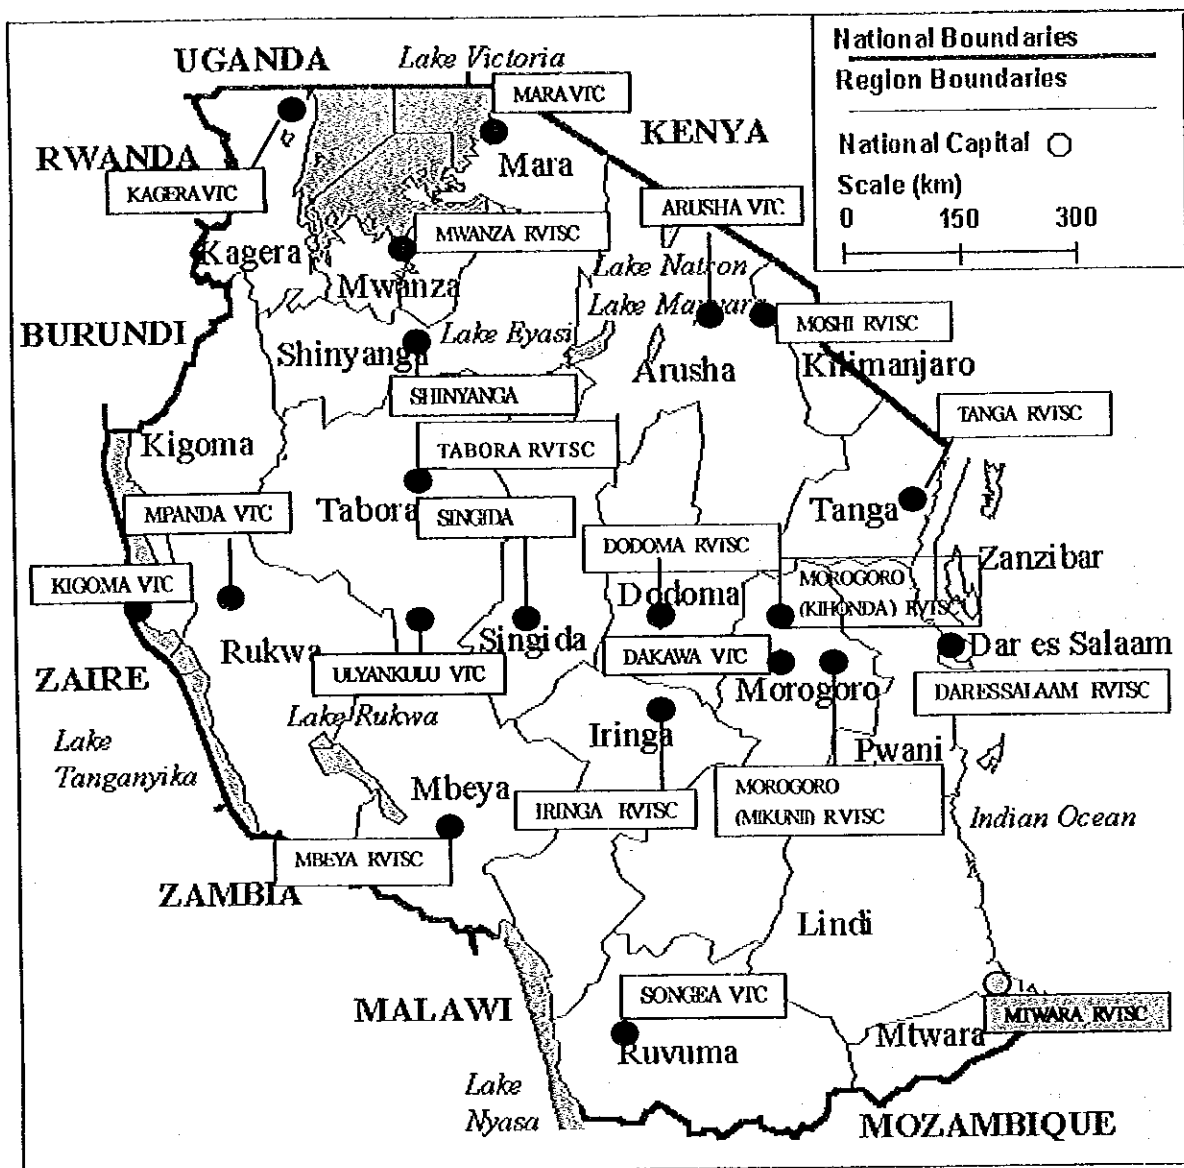 National Boundaries
Region Boundaries
National Capital
Scale (km)
0 150 300
UGANDA
Lake Victoria
MARA VTC
KENYA
RWANDA
Mara
KAGERA VTC
ARUSHA VTC
MWANZA RVTSC
Kagera
Lake Natron
Mwanza
Lake Manyara
BURUNDI
Lake Eyasi
MOSHI RVTSC
Shinyanga
Arusha
Kilimanjaro
SHINYANGA
TANGA RVTSC
Kigoma
TABORA RVTSC
MPANDA VTC
Tabora
SINGIDA
Tanga
DODOMA RVTSC
Zanzibar
KIGOMA VTC
Dodoma
MOROGORO
(KIHONDA) RVTSC
Rukwa
Singida
Dar es Salaam
ZAIRE
ULYANKULU VTC
DAKAWA VTC
Morogoro
DARESSALAAM RVTSC
Lake Rukwa
Iringa
Pwani
Lake
Tanganyika
Mbeya
IRINGA RVTSC
MOROGORO
(MIKUNII) RVTSC
Indian Ocean
MBEYA RVTSC
ZAMBIA
Lindi
MALAWI
SONGEA VTC
MTWARA RVTSC
Mtwara
Ruvuma
Lake
Nyasa
MOZAMBIQUE